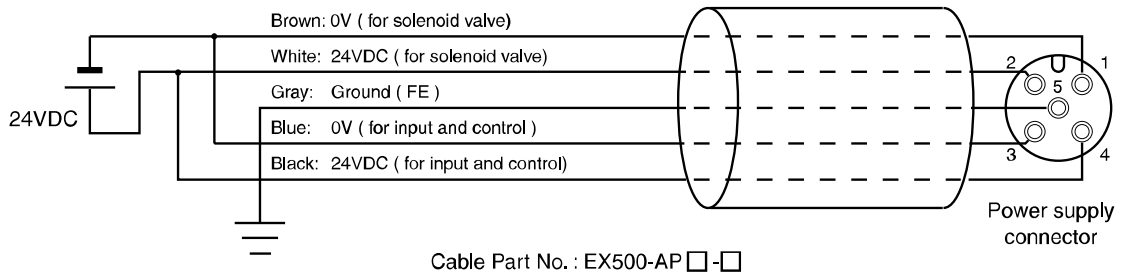 Brown: 0V ( for solenoid valve)
White: 24VDC ( for solenoid valve)
Gray: Ground ( FE )
Blue: 0V ( for input and control )
Black: 24VDC ( for input and control)
24VDC
2
1
5
3
4
Power supply
connector
Cable Part No. : EX500-AP□-□